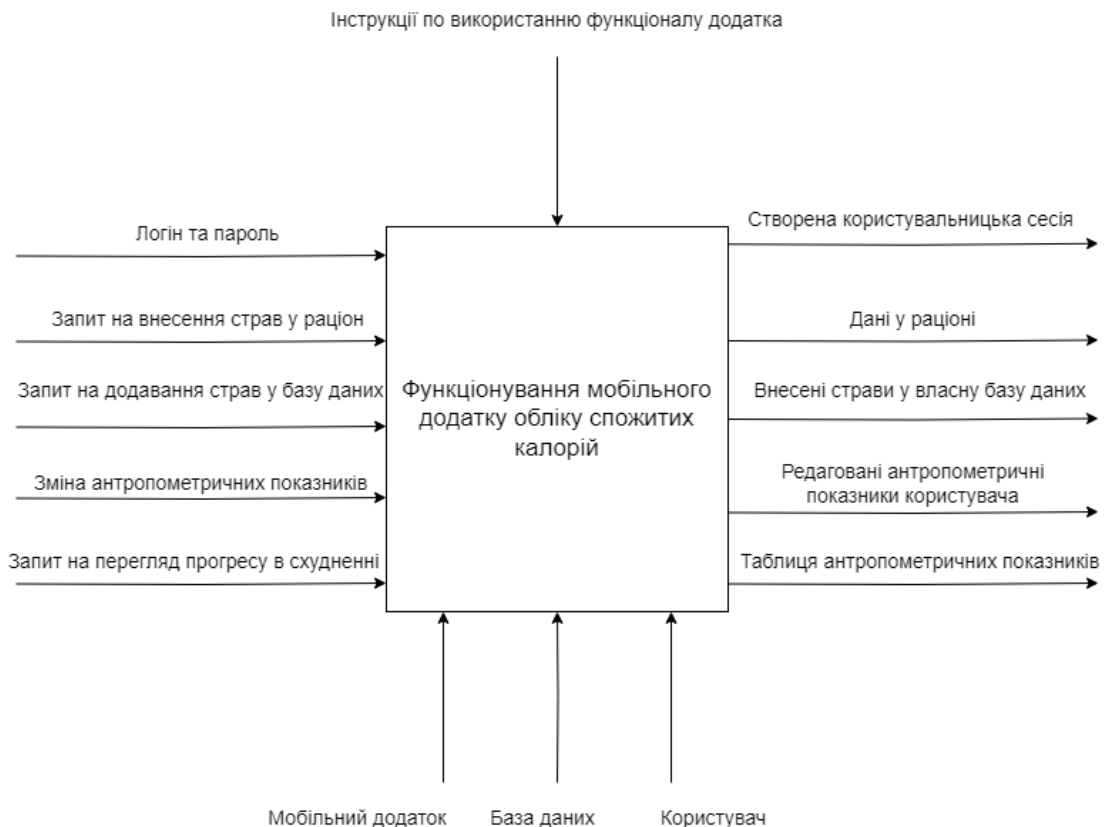 Інструкції по використанню функціоналу додатка
Логін та пароль
Запит на внесення страв у раціон
Запит на додавання страв у базу даних
Зміна антропометричних показників
Запит на перегляд прогресу в схудненні
Функціонування мобільного
додатку обліку спожитих
калорій
Створена користувальницька сесія
Дані у раціоні
Внесені страви у власну базу даних
Редаговані антропометричні
показники користувача
Таблиця антропометричних показників
Мобільний додаток
База даних
Користувач